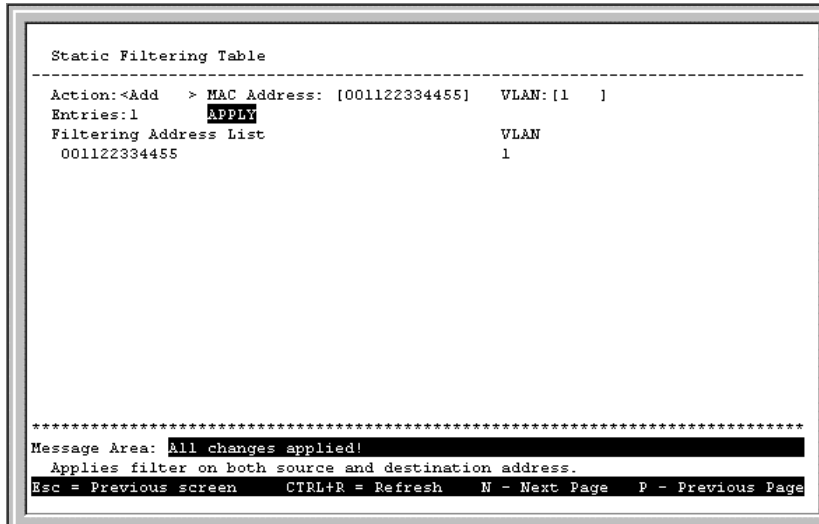 Static Filtering Table
--------------------------------------------------------------------------------
Action:<Add   > MAC Address: [001122334455]   VLAN:[1   ]
Entries:1       APPLY
Filtering Address List                        VLAN
001122334455                                 1
********************************************************************************
Message Area: All changes applied!
Applies filter on both source and destination address.
Esc = Previous screen     CTRL+R = Refresh    N - Next Page   P - Previous Page